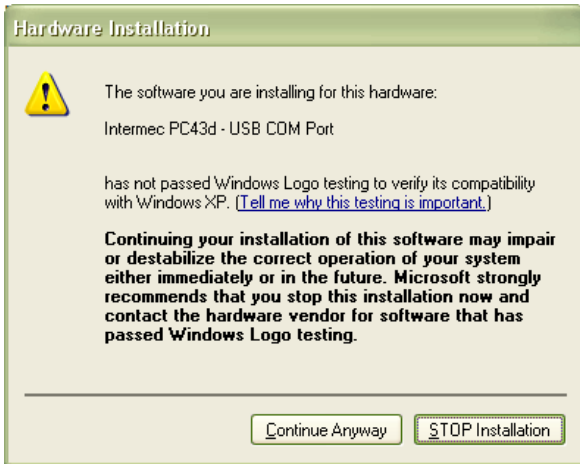 Hardware Installation
The software you are installing for this hardware:
Intermec PC43d - USB COM Port
has not passed Windows Logo testing to verify its compatibility
with Windows XP. (Tell me why this testing is important.)
Continuing your installation of this software may impair
or destabilize the correct operation of your system
either immediately or in the future. Microsoft strongly
recommends that you stop this installation now and
contact the hardware vendor for software that has
passed Windows Logo testing.
Continue Anyway
STOP Installation